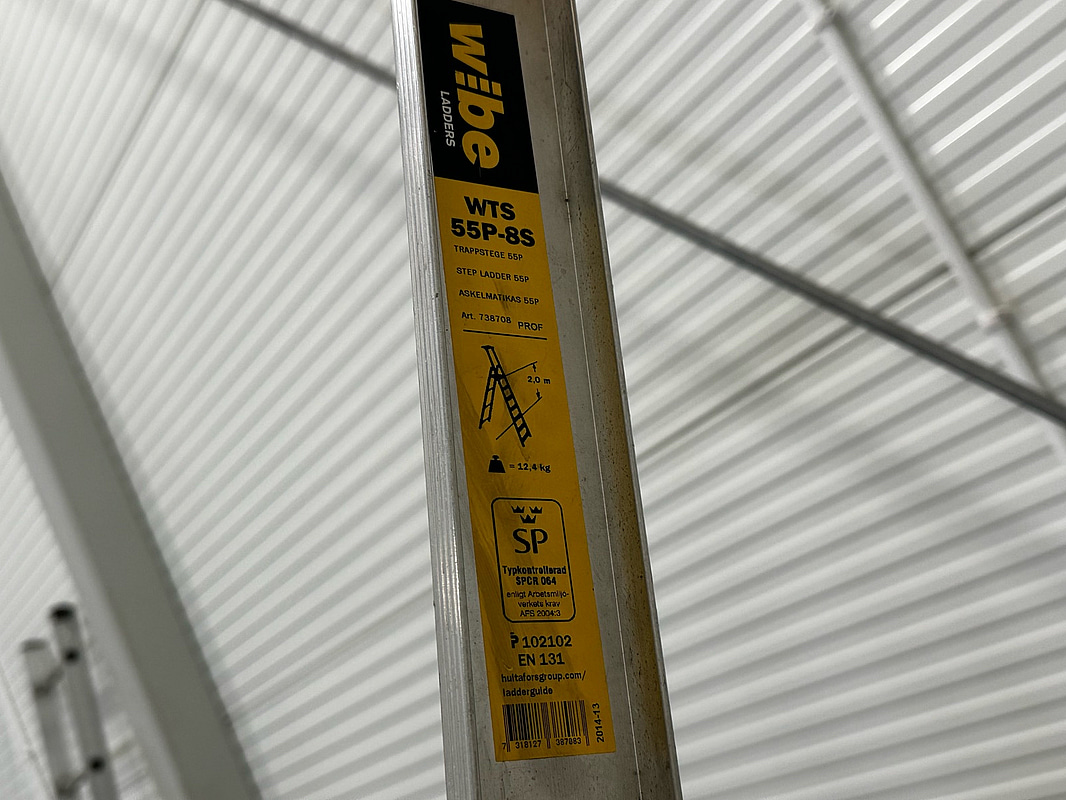 wibe
LADDERS
WTS
55P-8S
TRAPPSTEGE 55P
STEP LADDER 55P
ASKELMATIKAS 55P
Art. 738708 PROF
2,0 m
= 12,4 kg
SP
Typkontrollerad
SPCR 064
enligt Arbetsmiljö-
verkets krav
AFS 2004:3
P 102102
EN 131
hultaforsgroup.com/
ladderguide
7 318127 387083
2014-13